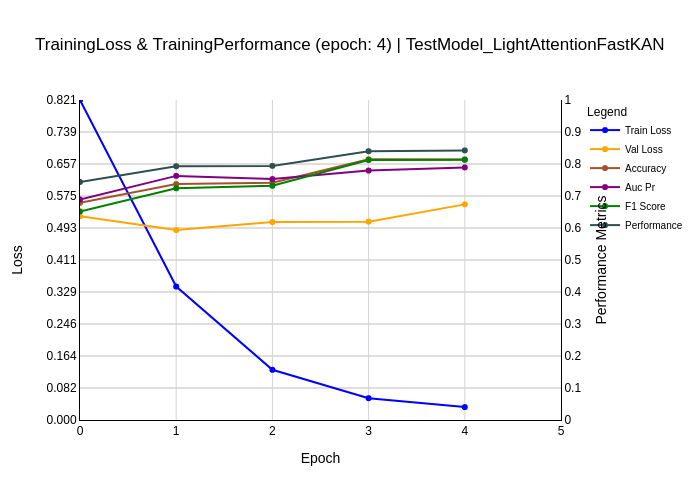 TrainingLoss & TrainingPerformance (epoch: 4) | TestModel_LightAttentionFastKAN
Legend
Train Loss
Val Loss
Accuracy
Auc Pr
F1 Score
Performance
Loss
0.821
0.739
0.657
0.575
0.493
0.411
0.329
0.246
0.164
0.082
0.000
1
0.9
0.8
0.7
0.6
0.5
0.4
0.3
0.2
0.1
0
Performance Metrics
0 1 2 3 4 5
Epoch